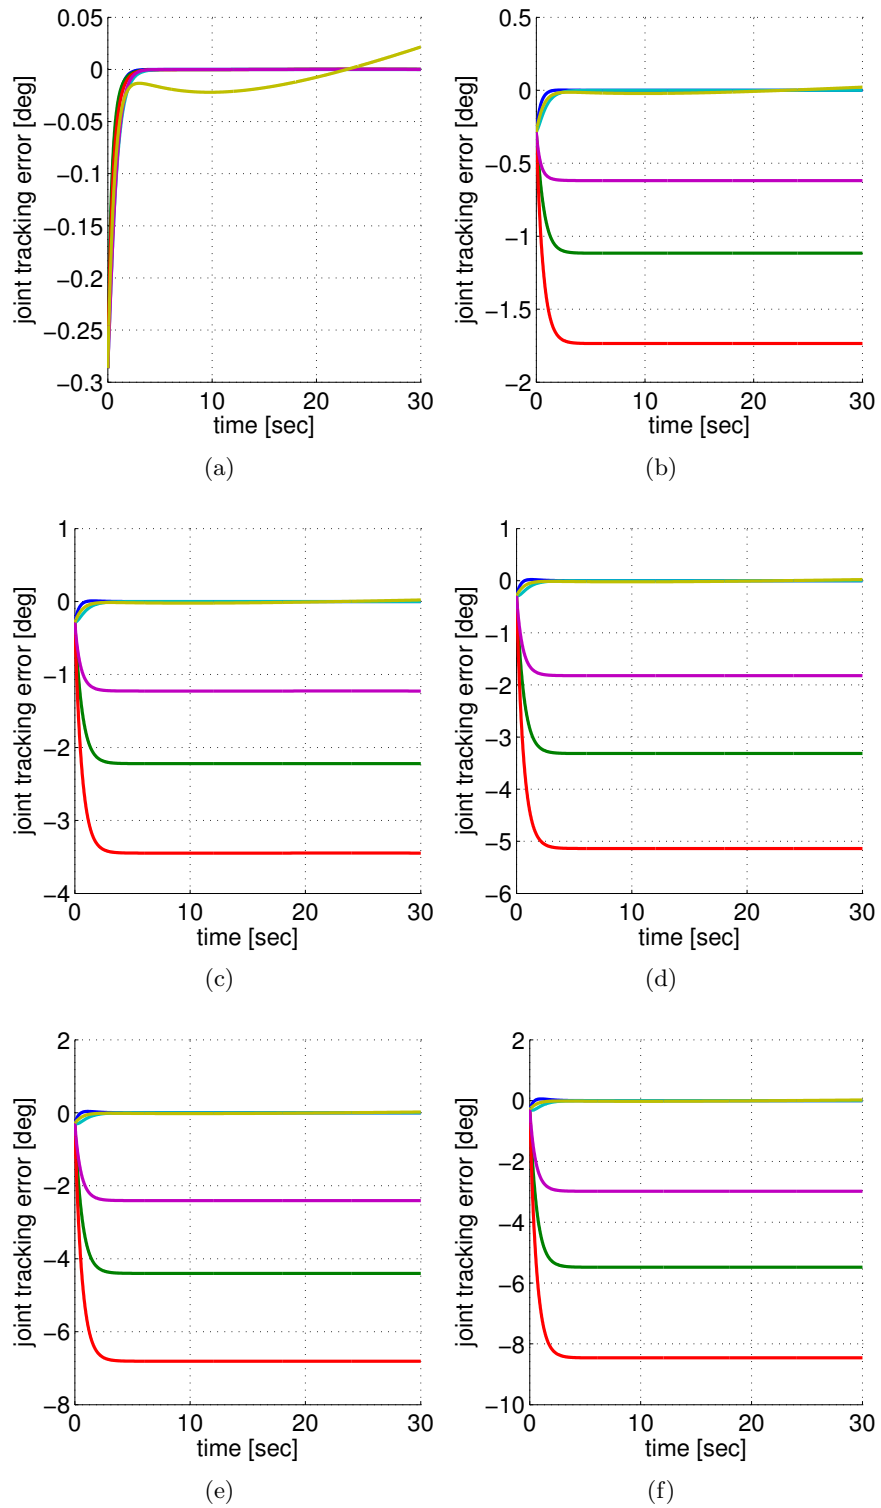 0.05
0
−0.05
−0.1
−0.15
−0.2
−0.25
−0.3
0 10 20 30
joint tracking error [deg]
time [sec]
(a)
0.5
0
−0.5
−1
−1.5
−2
0 10 20 30
joint tracking error [deg]
time [sec]
(b)
1
0
−1
−2
−3
−4
0 10 20 30
joint tracking error [deg]
time [sec]
(c)
1
0
−1
−2
−3
−4
−5
−6
0 10 20 30
joint tracking error [deg]
time [sec]
(d)
2
0
−2
−4
−6
−8
0 10 20 30
joint tracking error [deg]
time [sec]
(e)
2
0
−2
−4
−6
−8
−10
0 10 20 30
joint tracking error [deg]
time [sec]
(f)